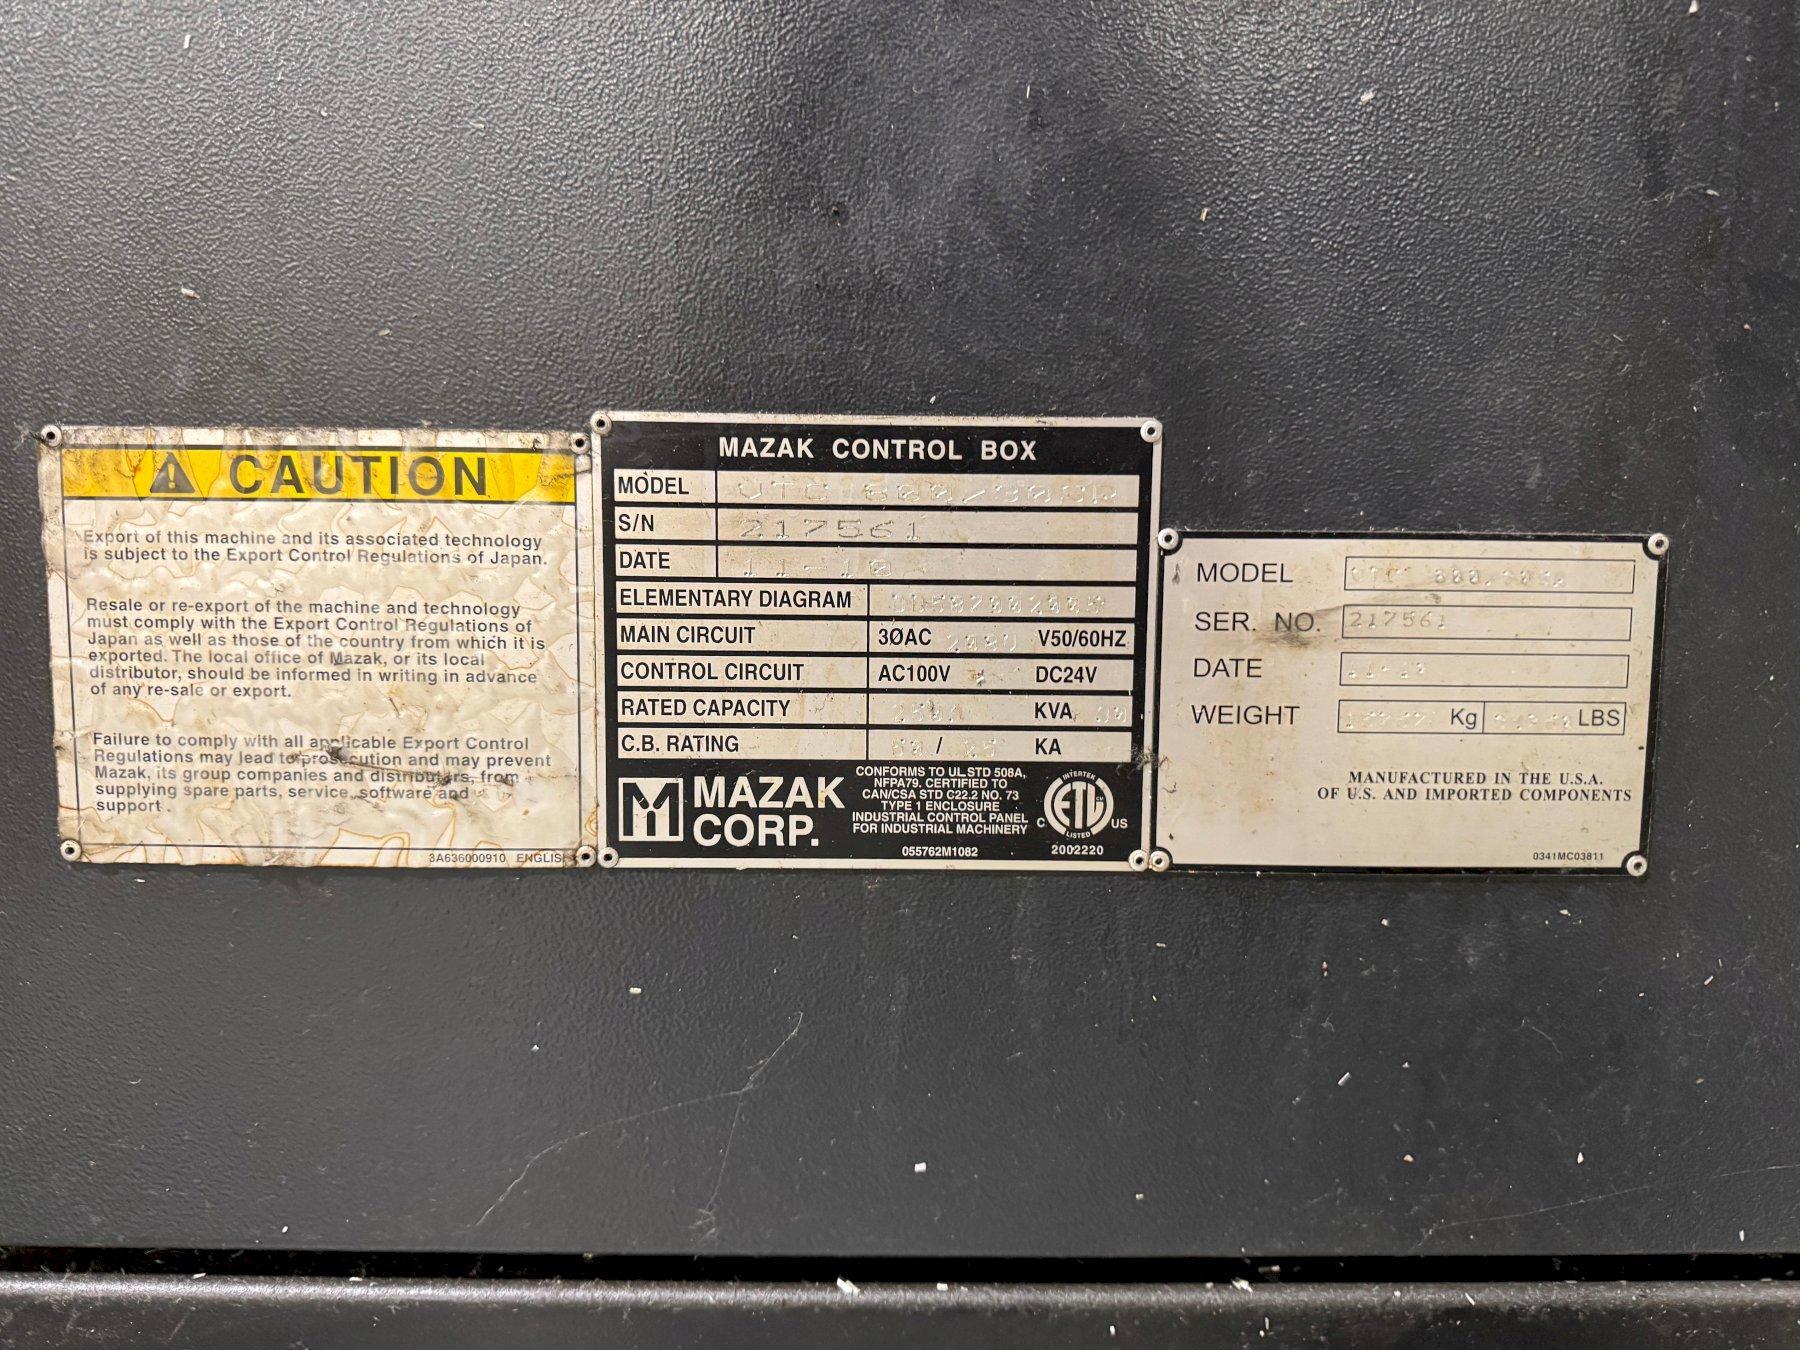 CAUTION
Export of this machine and its associated technology
is subject to the Export Control Regulations of Japan.
Resale or re-export of the machine and technology
must comply with the Export Control Regulations of
Japan as well as those of the country from which it is
exported. The local office of Mazak, or its local
distributor, should be informed in writing in advance
of any re-sale or export.
Failure to comply with all applicable Export Control
Regulations may lead to prosecution and may prevent
Mazak, its group companies and distributors, from
supplying spare parts, service, software and
support.
3A636000910 ENGLISH
MAZAK CONTROL BOX
MODEL VTC
S/N 217561
DATE 11-10
ELEMENTARY DIAGRAM
MAIN CIRCUIT 3ØAC V50/60HZ
CONTROL CIRCUIT AC100V DC24V
RATED CAPACITY KVA
C.B. RATING / KA
MAZAK
CORP.
CONFORMS TO UL STD 508A,
NFPA79. CERTIFIED TO
CAN/CSA STD C22.2 NO. 73
TYPE 1 ENCLOSURE
INDUSTRIAL CONTROL PANEL
FOR INDUSTRIAL MACHINERY
055762M1082
INTERTEK
ETL CM
C US
LISTED
2002220
MODEL
SER. NO. 217561
DATE 11-10
WEIGHT Kg LBS
MANUFACTURED IN THE U.S.A.
OF U.S. AND IMPORTED COMPONENTS
0341MC03811